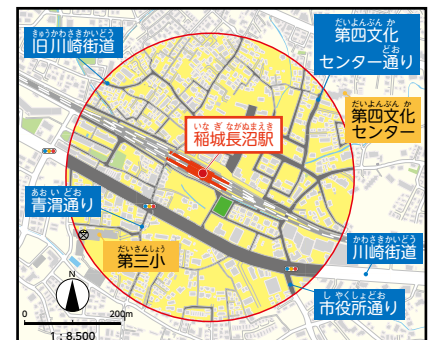 きゅうかわさきかいどう
旧川崎街道
だいよんぶん か
第四文化
どお
センター通り
だいよんぶん か
第四文化
センター
いな ぎ ながぬまえき
稲城長沼駅
あお い どお
青渭通り
だいさんしょう
第三小
かわさきかいどう
川崎街道
し やくしょどお
市役所通り
N
0 200m
1：8,500